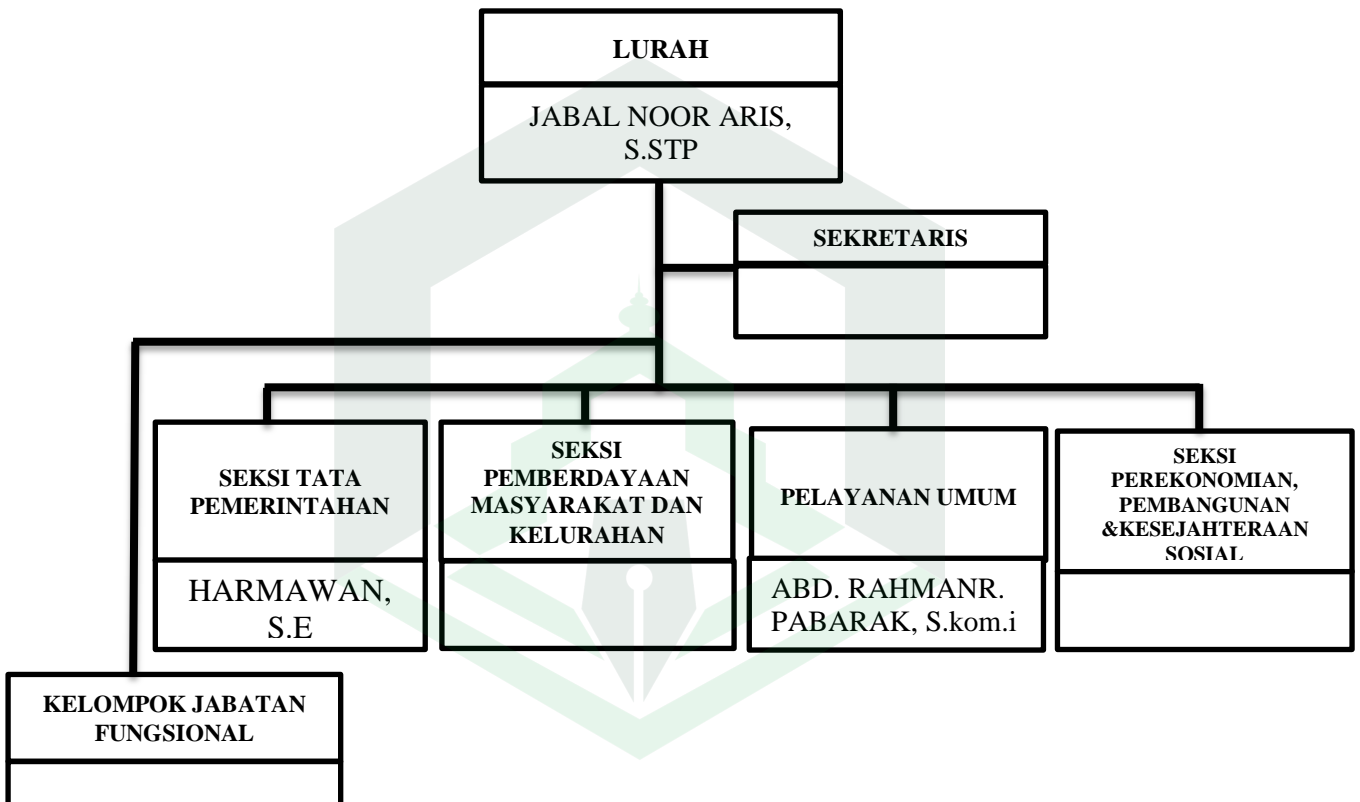 LURAH
JABAL NOOR ARIS,
S.STP
SEKRETARIS
SEKSI TATA
PEMERINTAHAN
HARMAWAN,
S.E
SEKSI
PEMBERDAYAAN
MASYARAKAT DAN
KELURAHAN
PELAYANAN UMUM
ABD. RAHMANR.
PABARAK, S.kom.i
SEKSI
PEREKONOMIAN,
PEMBANGUNAN
&KESEJAHTERAAN
SOSIAL
KELOMPOK JABATAN
FUNGSIONAL